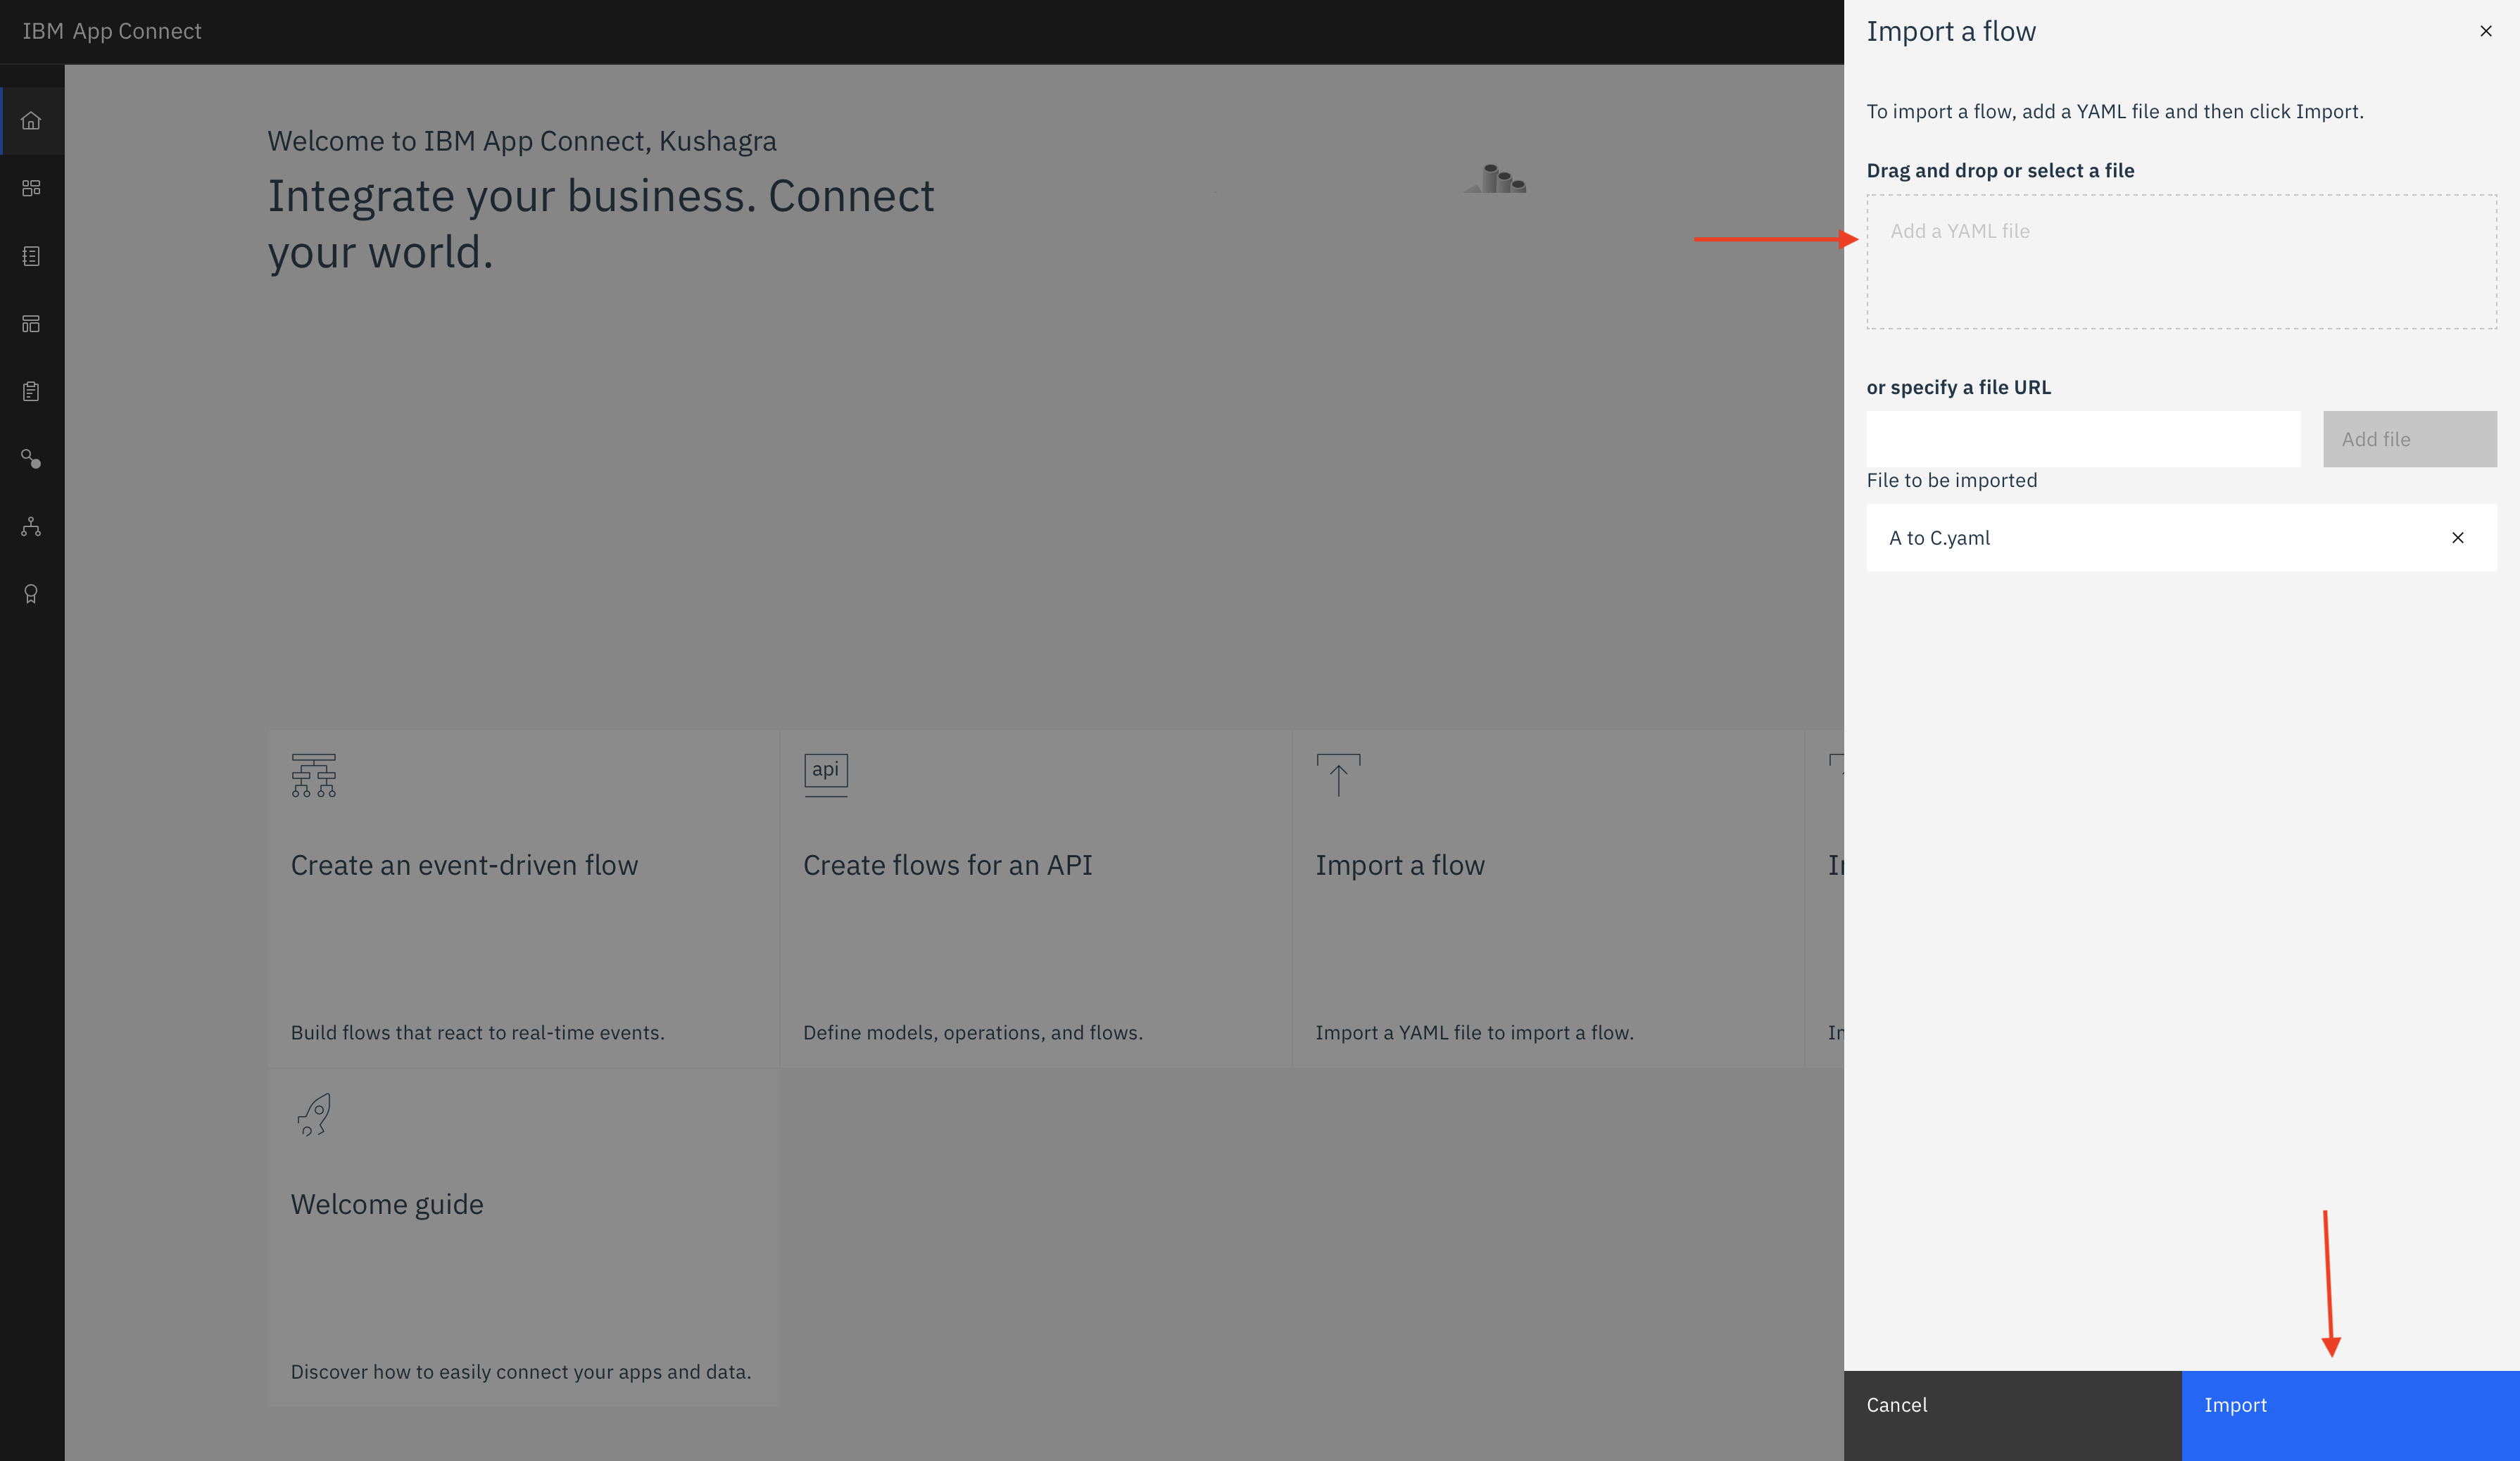 IBM App Connect
Welcome to IBM App Connect, Kushagra
Integrate your business. Connect
your world.
api
Create an event-driven flow
Build flows that react to real-time events.
Create flows for an API
Define models, operations, and flows.
Import a flow
Import a YAML file to import a flow.
Welcome guide
Discover how to easily connect your apps and data.
Import a flow
To import a flow, add a YAML file and then click Import.
Drag and drop or select a file
Add a YAML file
or specify a file URL
Add file
File to be imported
A to C.yaml
Cancel
Import